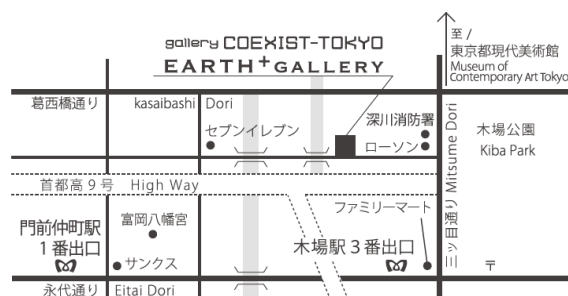 gallery COEXIST-TOKYO
EARTH+GALLERY
至 /
東京都現代美術館
Museum of
Contemporary Art Tokyo
葛西橋通り
kasaibashi
Dori
セブンイレブン
深川消防署
ローソン
木場公園
Kiba Park
三ッ目通り Mitsume Dori
首都高9号 High Way
ファミリーマート
門前仲町駅
1番出口
富岡八幡宮
サンクス
木場駅3番出口
〒
永代通り
Eitai Dori